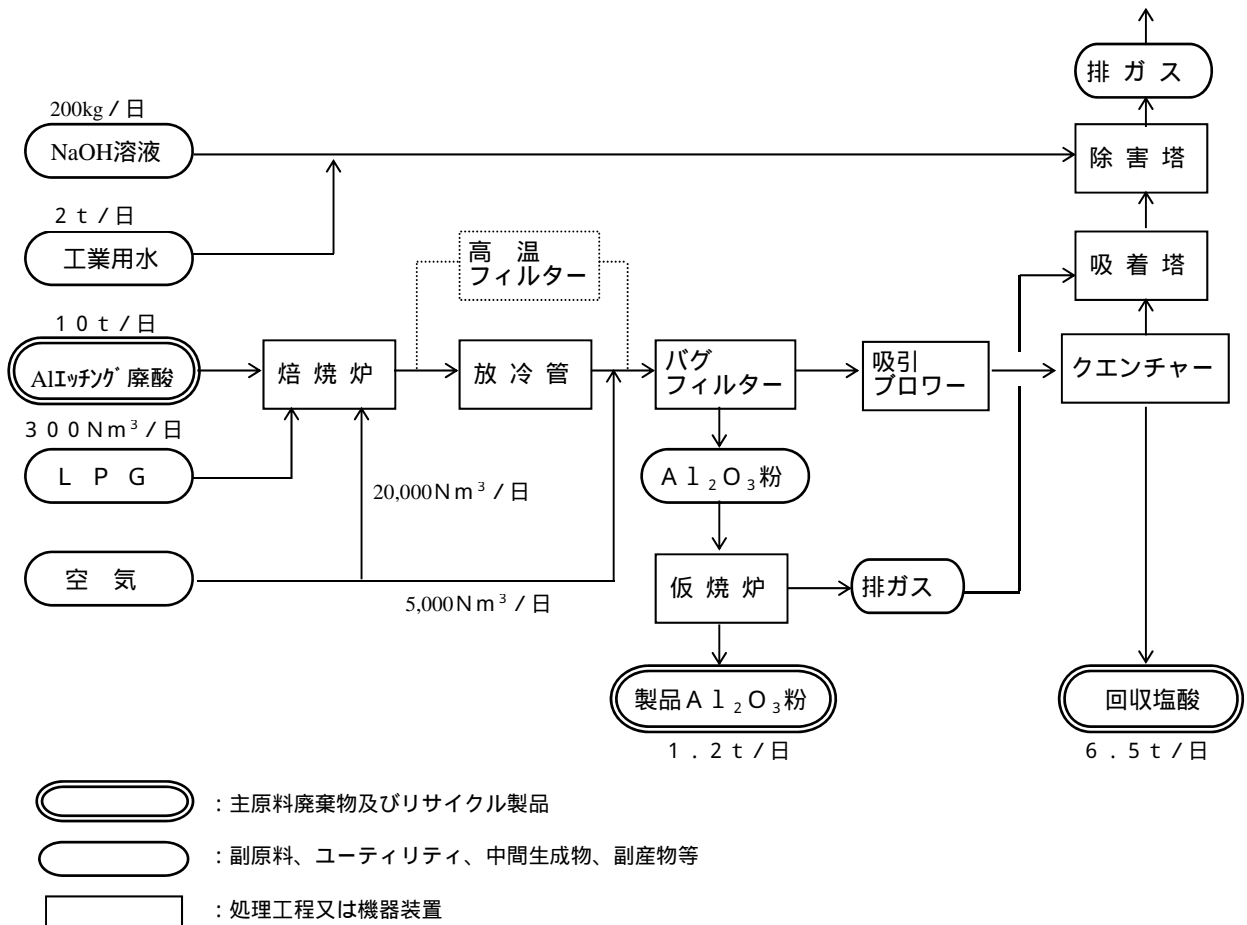 排 ガ ス
200kg / 日
NaOH溶液
除 害 塔
2 t / 日
工業用水
高 温
フィルター
吸 着 塔
10 t / 日
Alエッチング廃酸
焙 焼 炉
放 冷 管
バグ
フィルター
吸引
ブロワー
クエンチャー
300Nm³ / 日
L P G
Al₂O₃粉
20,000Nm³ / 日
空 気
仮 焼 炉
排ガス
5,000Nm³ / 日
製品Al₂O₃粉
回収塩酸
1.2t / 日
6.5t / 日
:主原料廃棄物及びリサイクル製品
:副原料、ユーティリティ、中間生成物、副産物等
:処理工程又は機器装置